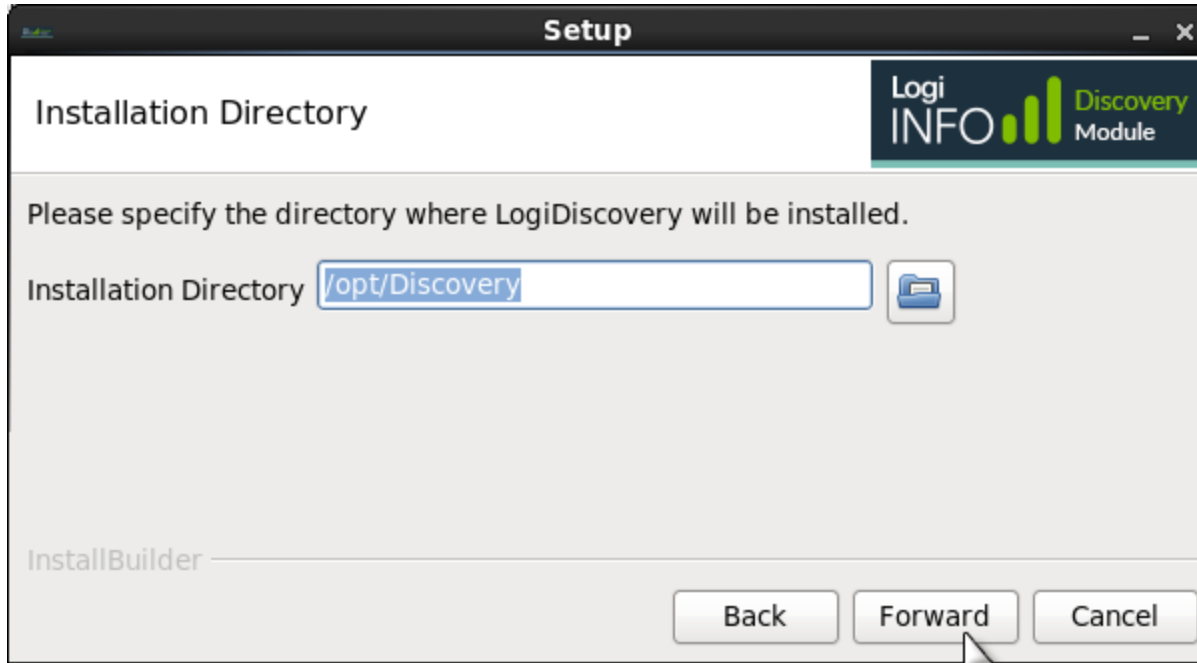 Setup
Installation Directory
Logi
INFO
Discovery
Module
Please specify the directory where LogiDiscovery will be installed.
Installation Directory /opt/Discovery
InstallBuilder
Back Forward Cancel